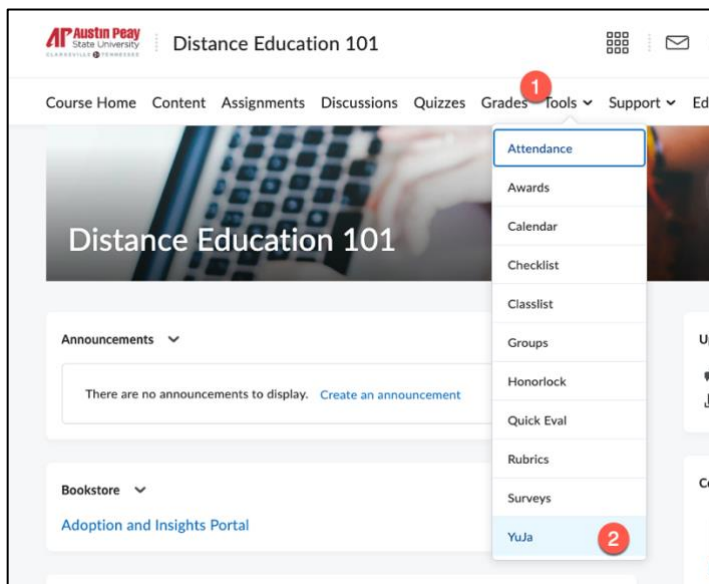 AP Austin Peay
State University
CLARKSVILLE TENNESSEE
Distance Education 101
1
Course Home Content Assignments Discussions Quizzes Grades Tools Support Ed
Attendance
Awards
Calendar
Checklist
Classlist
Groups
Honorlock
Quick Eval
Rubrics
Surveys
YuJa 2
Distance Education 101
Announcements
There are no announcements to display. Create an announcement
Bookstore
Adoption and Insights Portal